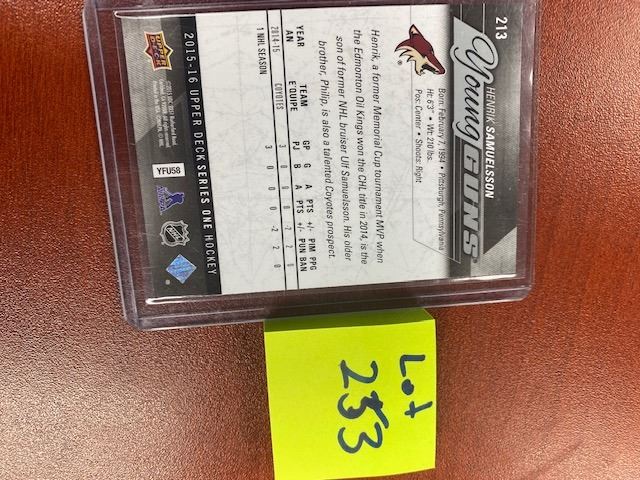 213
Young GUNS
HENRIK SAMUELSSON
Born: February 7, 1994 • Pittsburgh, Pennsylvania
Ht: 6'3" • Wt: 210 lbs.
Pos: Center • Shoots: Right
Henrik, a former Memorial Cup tournament MVP when
the Edmonton Oil Kings won the CHL title in 2014, is the
son of former NHL bruiser Ulf Samuelsson. His older
brother, Philip, is also a talented Coyotes prospect.
YEAR TEAM GP G A PTS +/- PIM PPG
AN ÉQUIPE PJ B A PTS +/- PUN BAN
2014-15 COYOTES 3 0 0 0 -2 2 0
1 NHL SEASON 3 0 0 0 -2 2 0
2015-16 UPPER DECK SERIES ONE HOCKEY
UPPER DECK
YFU58
NHL
Lot
253